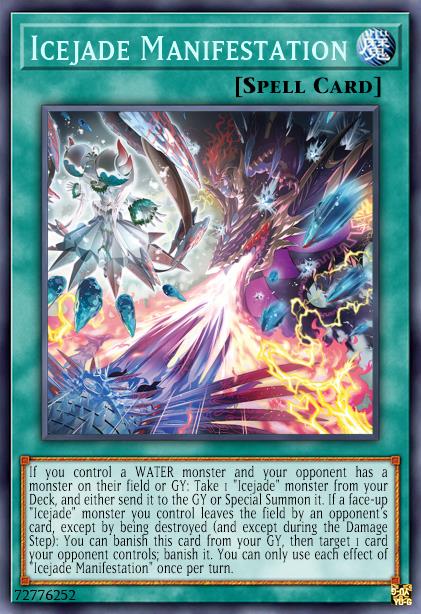 Icejade Manifestation
[Spell Card]
If you control a WATER monster and your opponent has a
monster on their field or GY: Take 1 "Icejade" monster from your
Deck, and either send it to the GY or Special Summon it. If a face-up
"Icejade" monster you control leaves the field by an opponent's
card, except by being destroyed (and except during the Damage
Step): You can banish this card from your GY, then target 1 card
your opponent controls; banish it. You can only use each effect of
"Icejade Manifestation" once per turn.
72776252